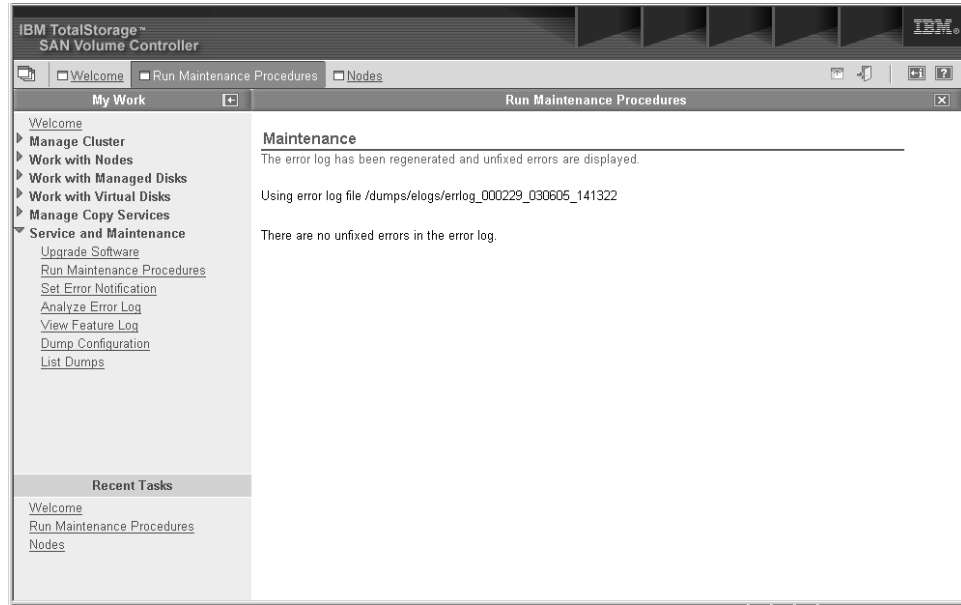 IBM TotalStorage™
SAN Volume Controller
IBM®
Welcome
Run Maintenance Procedures
Nodes
?
My Work
Run Maintenance Procedures
Welcome
Manage Cluster
Work with Nodes
Work with Managed Disks
Work with Virtual Disks
Manage Copy Services
Service and Maintenance
Upgrade Software
Run Maintenance Procedures
Set Error Notification
Analyze Error Log
View Feature Log
Dump Configuration
List Dumps
Recent Tasks
Welcome
Run Maintenance Procedures
Nodes
Maintenance
The error log has been regenerated and unfixed errors are displayed.
Using error log file /dumps/elogs/errlog_000229_030605_141322
There are no unfixed errors in the error log.